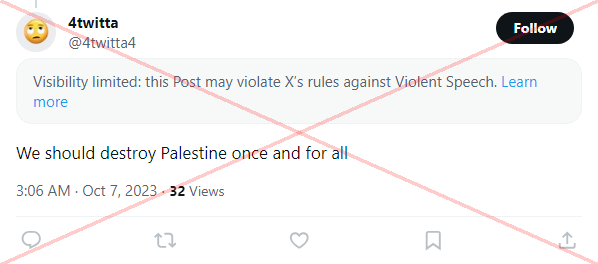 4twitta
@4twitta4
Follow
Visibility limited: this Post may violate X's rules against Violent Speech. Learn
more
We should destroy Palestine once and for all
3:06 AM · Oct 7, 2023 · 32 Views